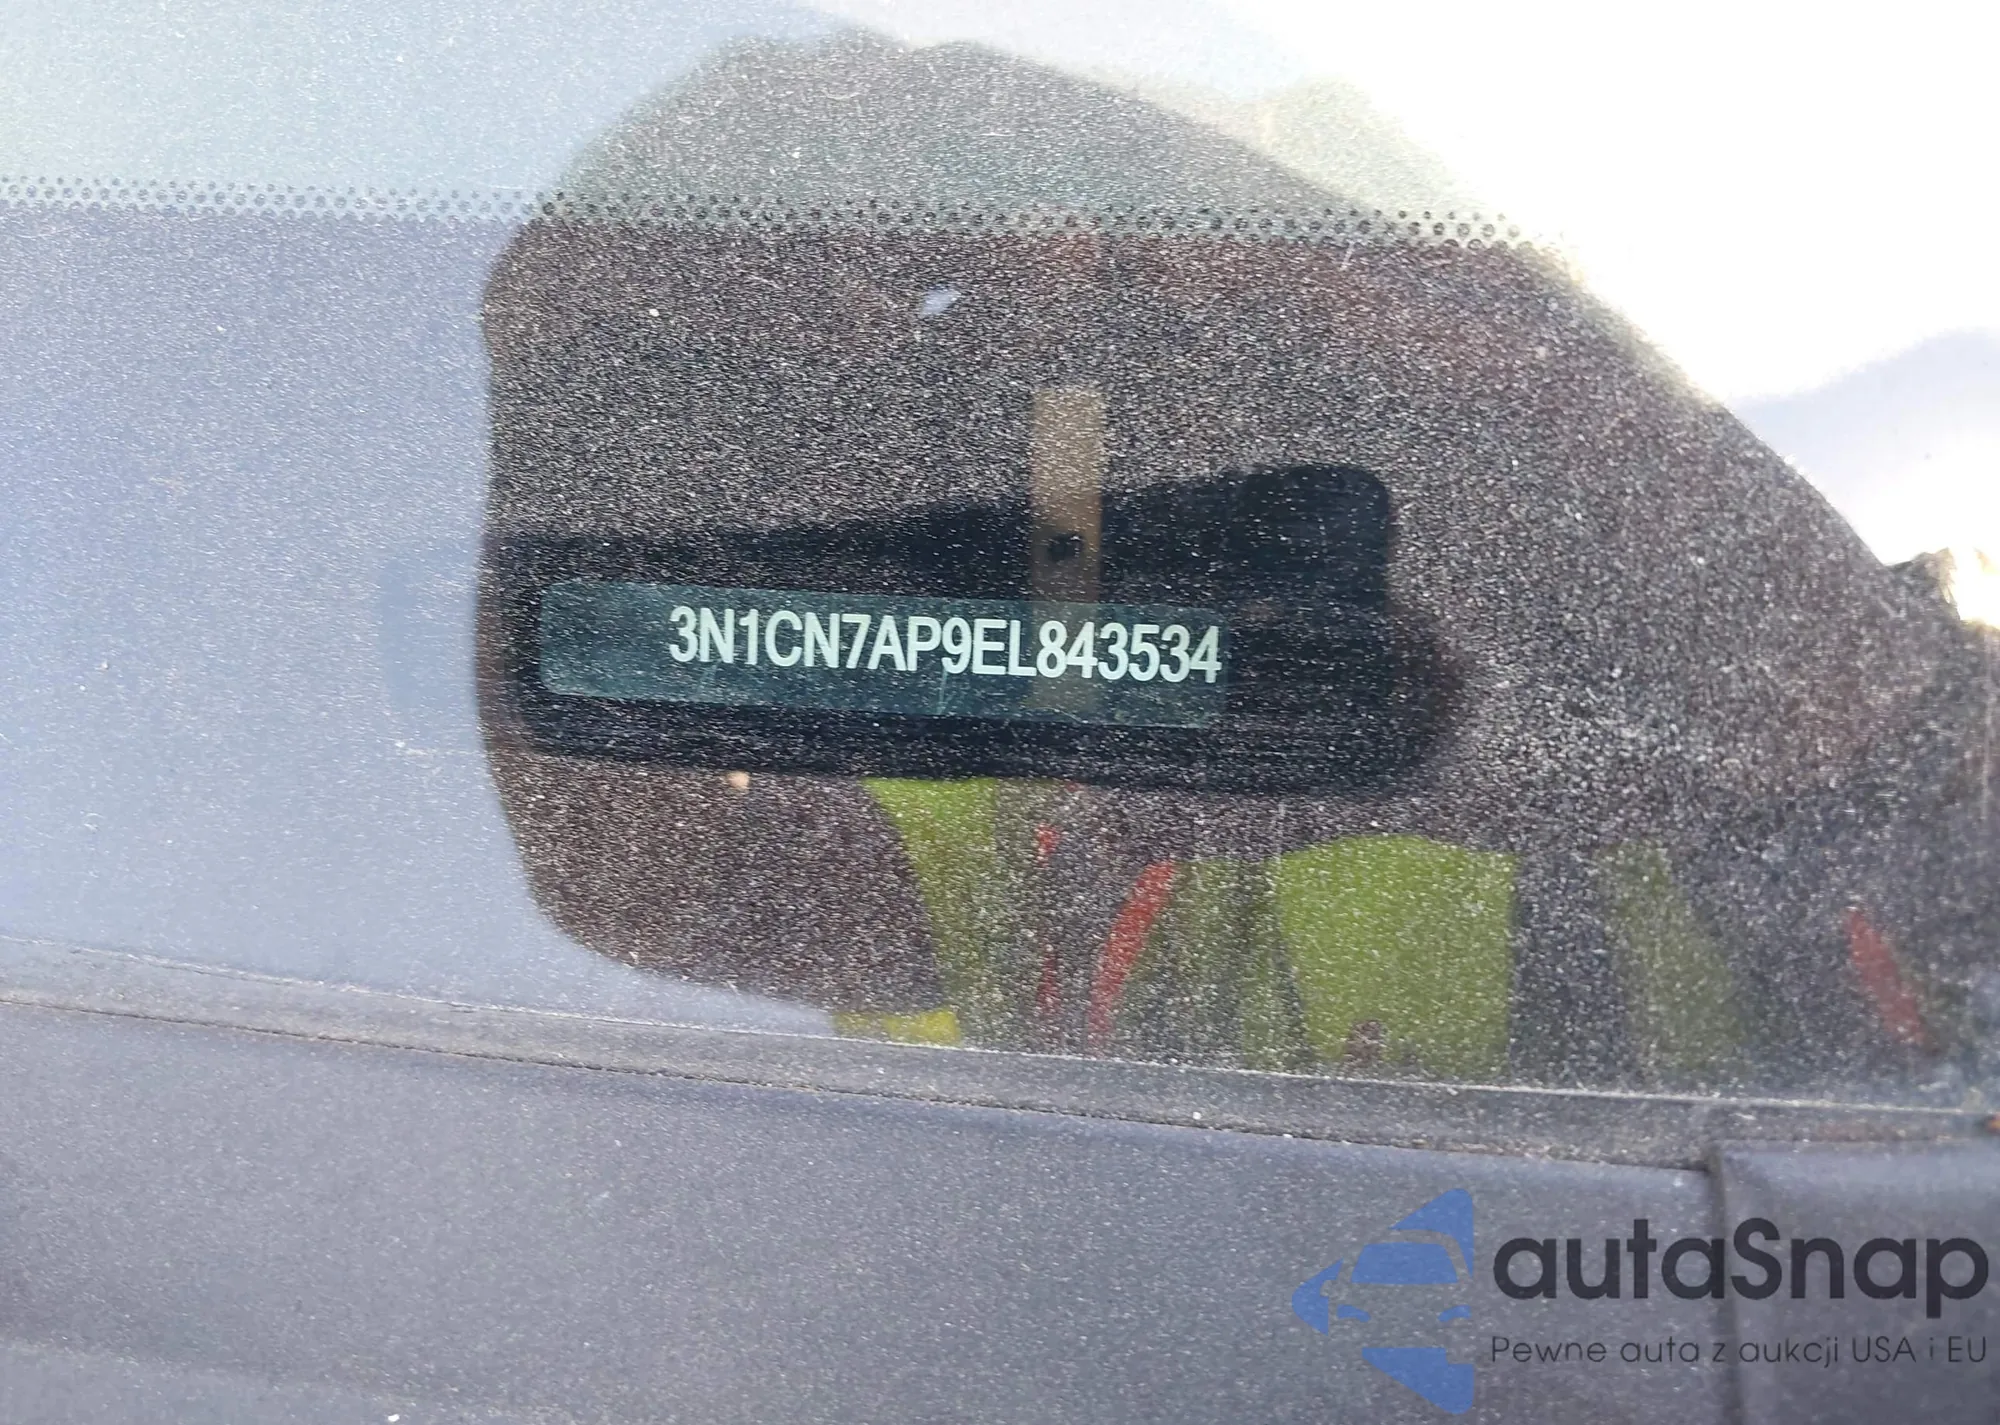 3N1CN7AP9EL843534
autaSnap
Pewne auta z aukcji USA i EU